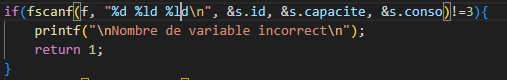 if(fscanf(f, "%d %ld %ld\n", &s.id, &s.capacite, &s.conso)!=3){
    printf("\nNombre de variable incorrect\n");
    return 1;
}